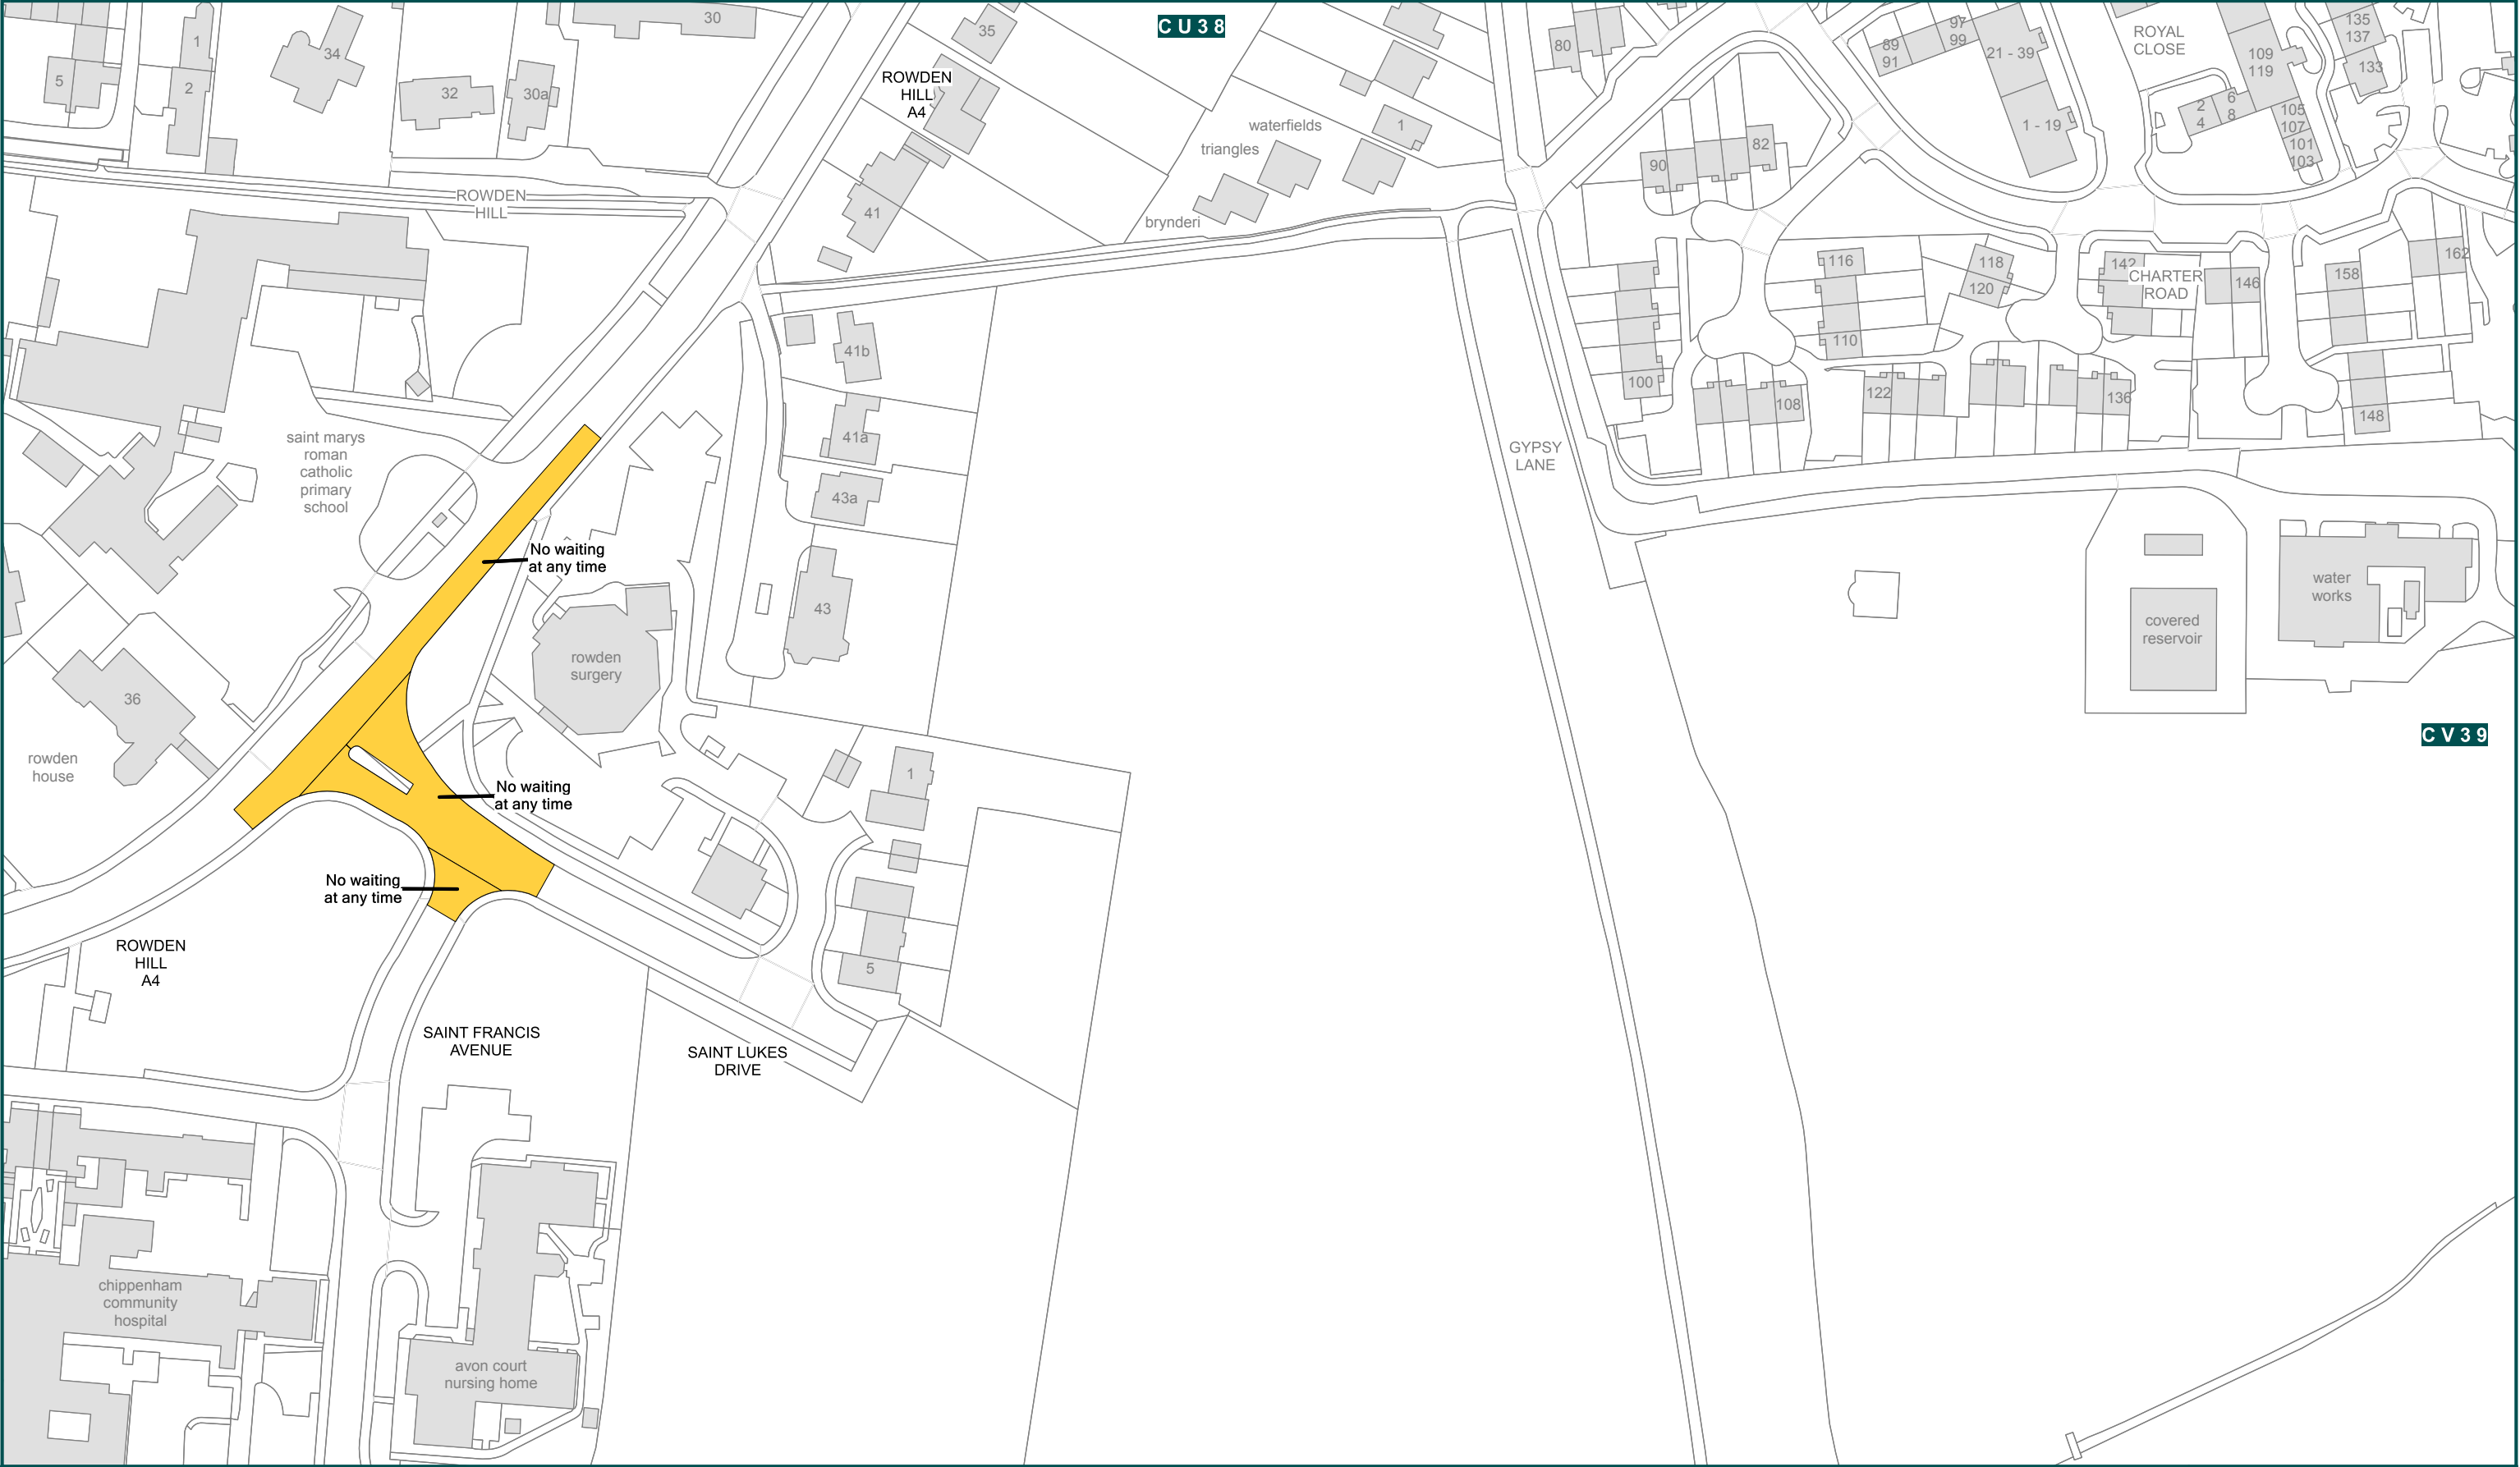 30
CU38
35
ROWDEN
HILL
A4
34
1
5
2
32
30a
80
89
91
97
99
21 - 39
ROYAL
CLOSE
109
119
135
137
133
2
4
6
8
105
107
101
103
1 - 19
waterfields
triangles
1
90
82
brynderi
ROWDEN
HILL
41
116
118
120
142
CHARTER
ROAD
146
158
162
110
41b
100
108
122
136
148
saint marys
roman
catholic
primary
school
41a
43a
GYPSY
LANE
No waiting
at any time
43
rowden
surgery
covered
reservoir
water
works
36
rowden
house
CV39
1
No waiting
at any time
No waiting
at any time
5
ROWDEN
HILL
A4
SAINT FRANCIS
AVENUE
SAINT LUKES
DRIVE
chippenham
community
hospital
avon court
nursing home